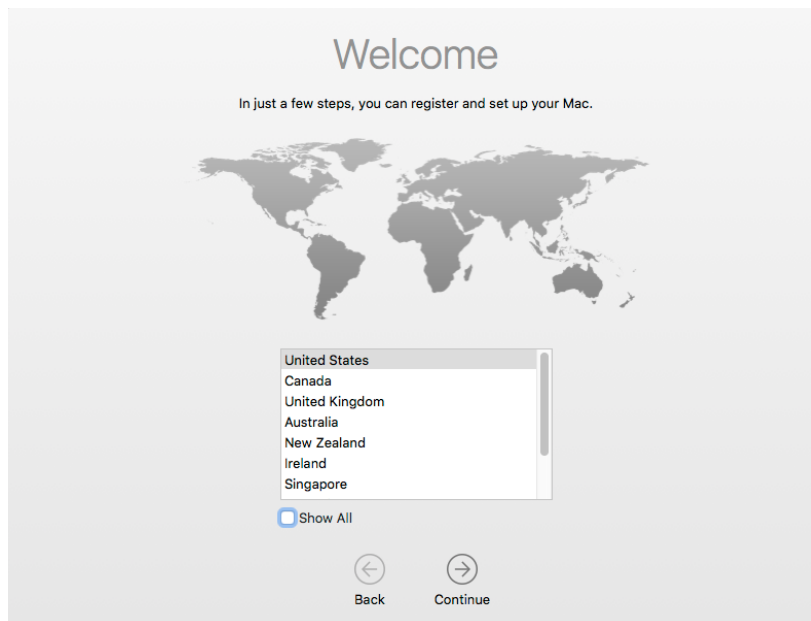 Welcome
In just a few steps, you can register and set up your Mac.
United States
Canada
United Kingdom
Australia
New Zealand
Ireland
Singapore
Show All
Back
Continue